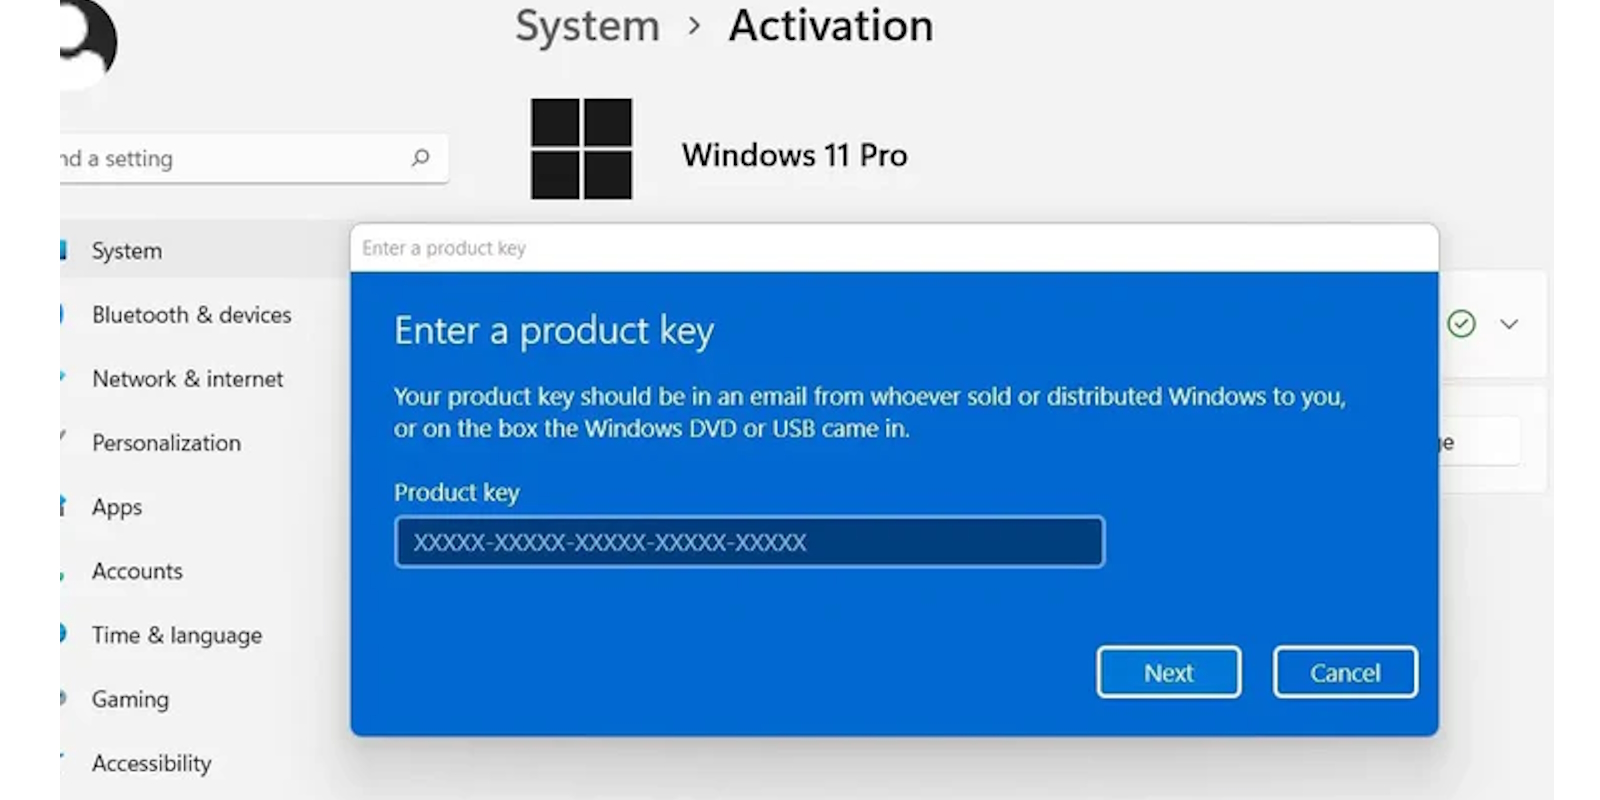 System > Activation
nd a setting
Windows 11 Pro
System
Bluetooth & devices
Network & internet
Personalization
Apps
Accounts
Time & language
Gaming
Accessibility
Enter a product key
Enter a product key
Your product key should be in an email from whoever sold or distributed Windows to you,
or on the box the Windows DVD or USB came in.
Product key
XXXXX-XXXXX-XXXXX-XXXXX-XXXXX
Next
Cancel